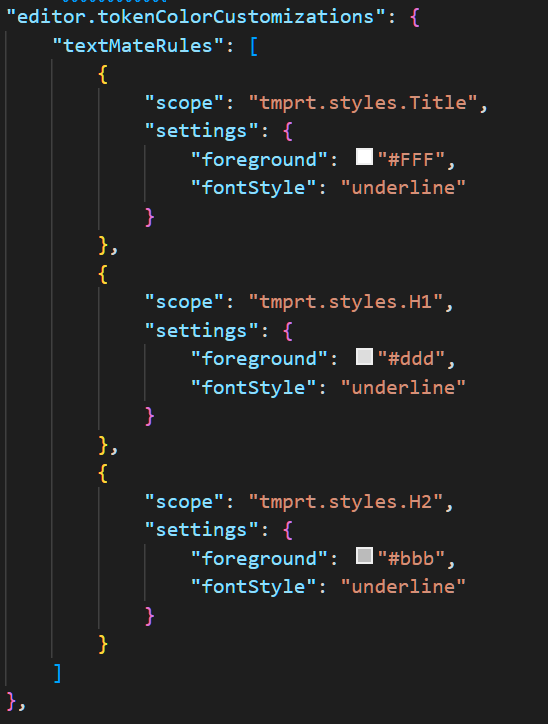 "editor.tokenColorCustomizations": {
"textMateRules": [
{
"scope": "tmprt.styles.Title",
"settings": {
"foreground": "#FFF",
"fontStyle": "underline"
}
},
{
"scope": "tmprt.styles.H1",
"settings": {
"foreground": "#ddd",
"fontStyle": "underline"
}
},
{
"scope": "tmprt.styles.H2",
"settings": {
"foreground": "#bbb",
"fontStyle": "underline"
}
}
]
},